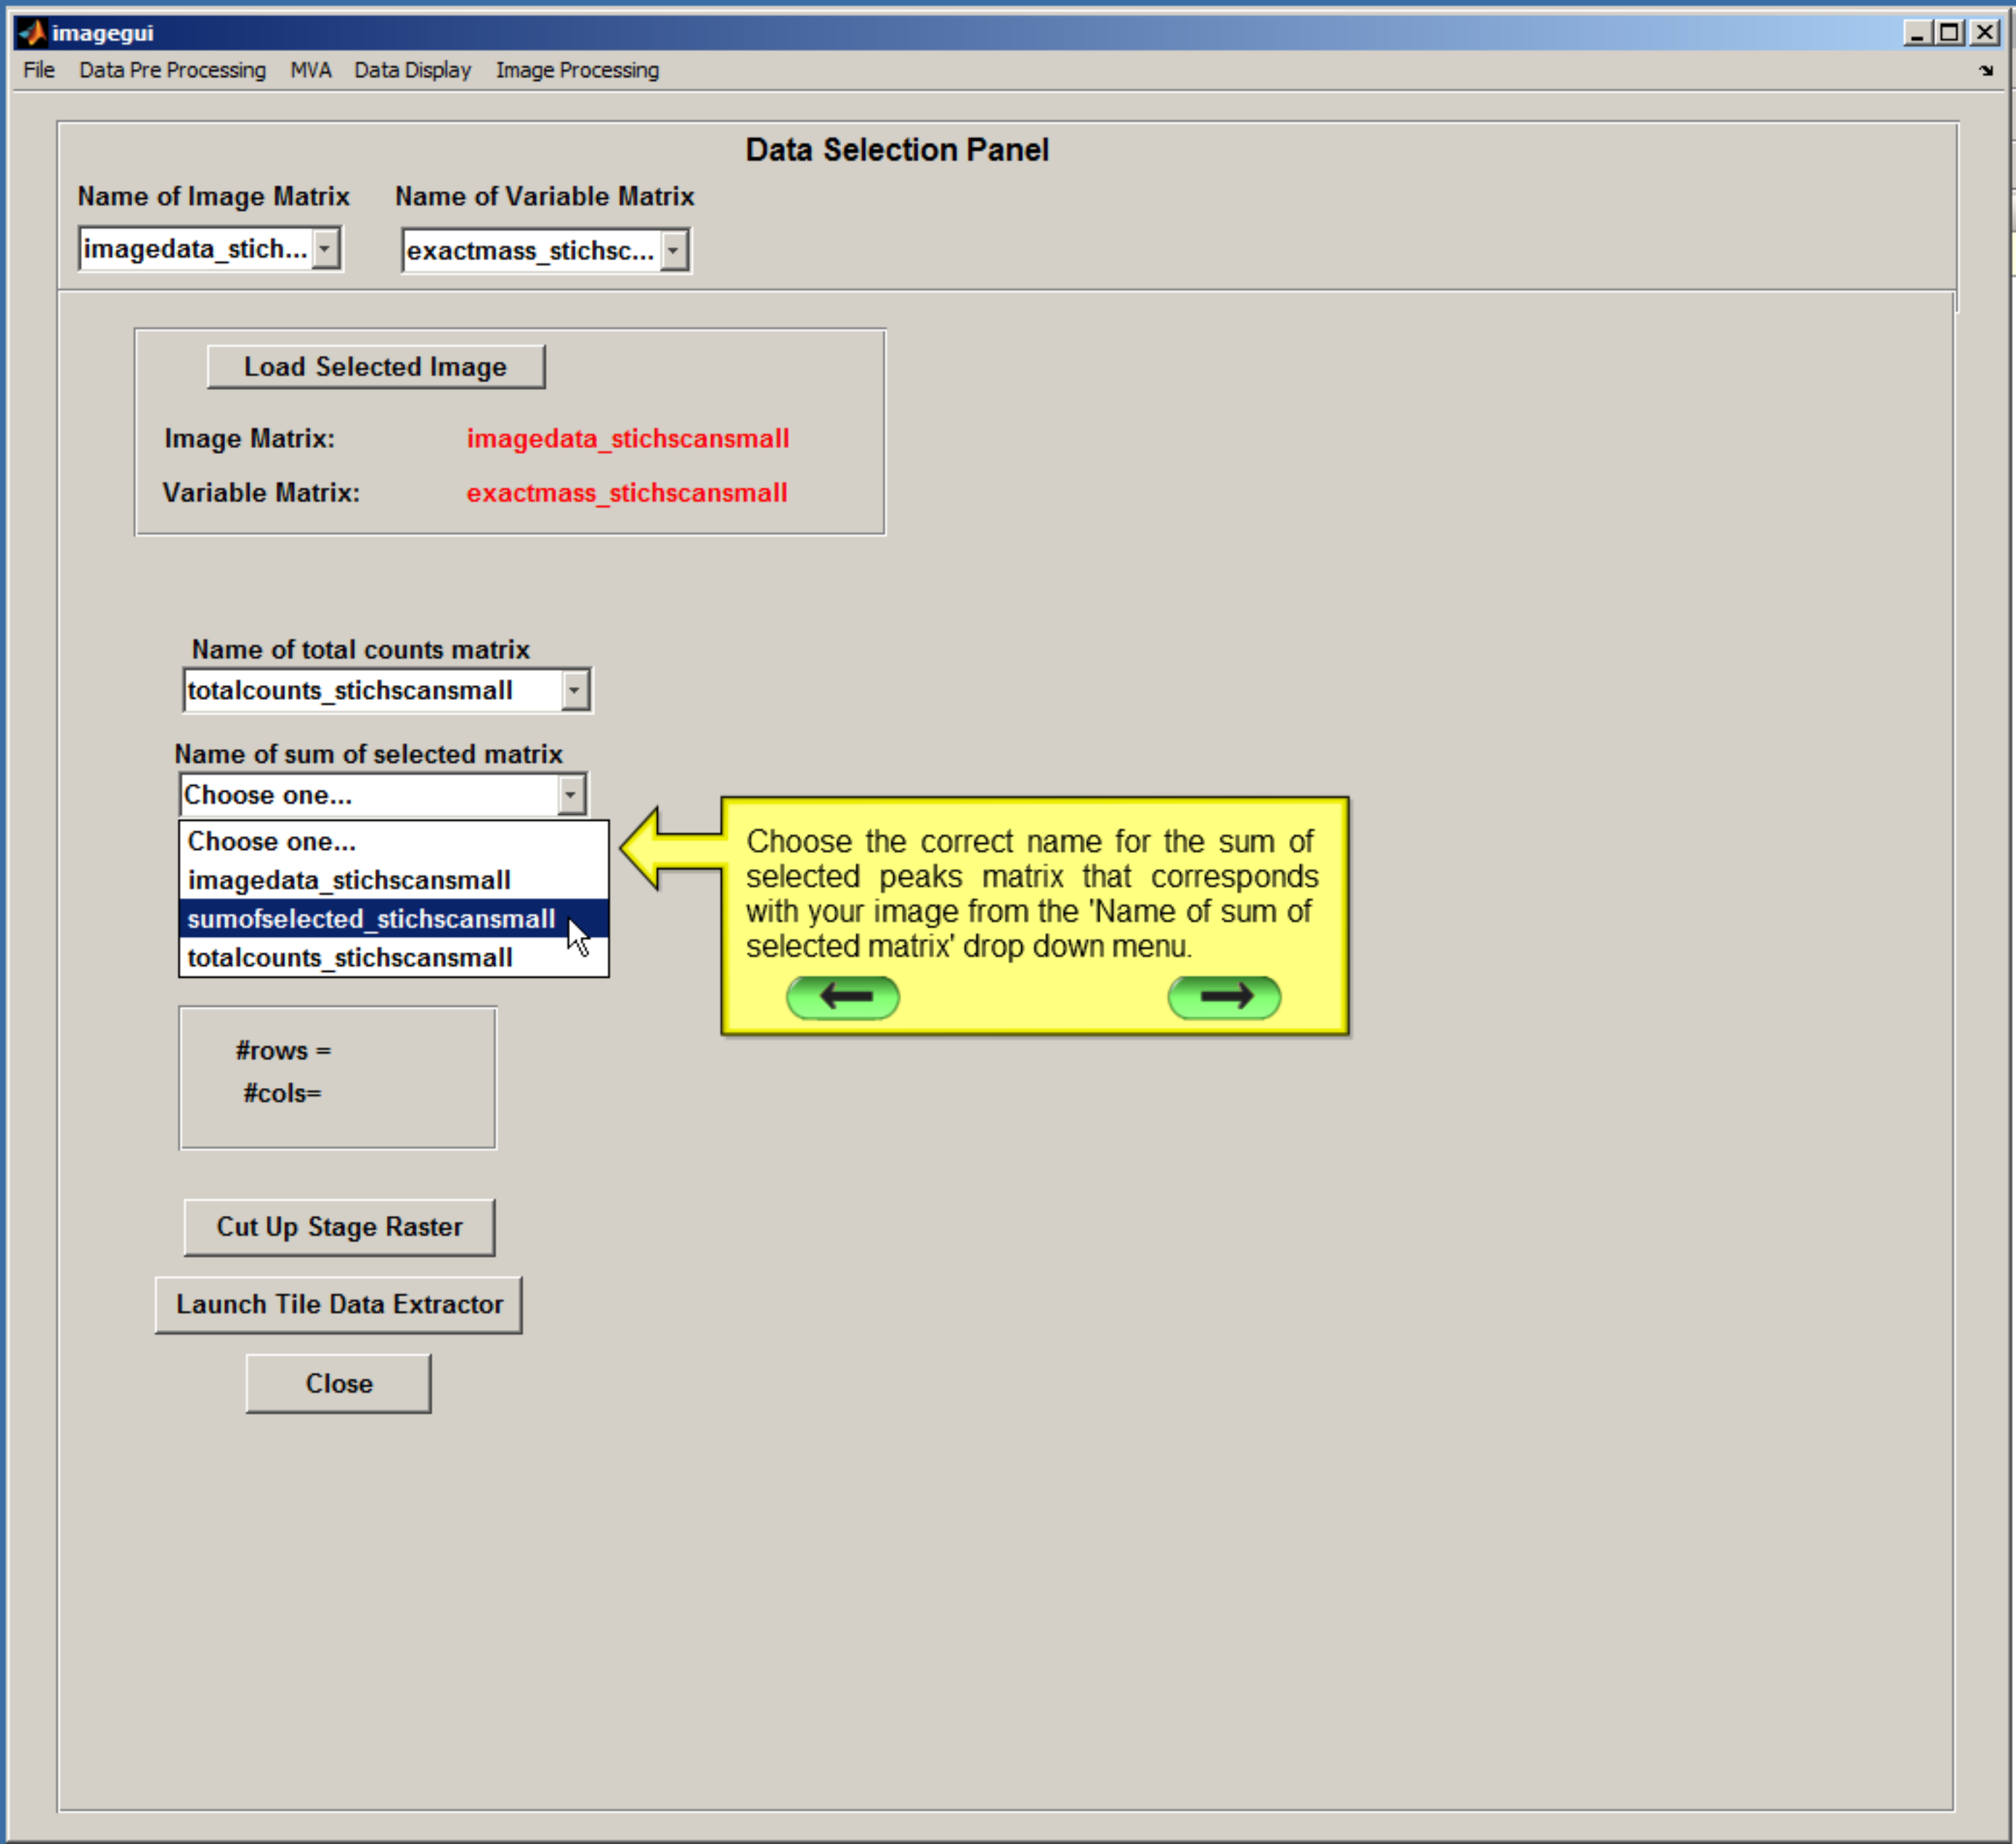 imagegui
File Data Pre Processing MVA Data Display Image Processing
Data Selection Panel
Name of Image Matrix Name of Variable Matrix
imagedata_stich... exactmass_stichsc...
Load Selected Image
Image Matrix: imagedata_stichscansmall
Variable Matrix: exactmass_stichscansmall
Name of total counts matrix
totalcounts_stichscansmall
Name of sum of selected matrix
Choose one...
Choose one...
imagedata_stichscansmall
sumofselected_stichscansmall
totalcounts_stichscansmall
Choose the correct name for the sum of
selected peaks matrix that corresponds
with your image from the 'Name of sum of
selected matrix' drop down menu.
#rows =
#cols=
Cut Up Stage Raster
Launch Tile Data Extractor
Close